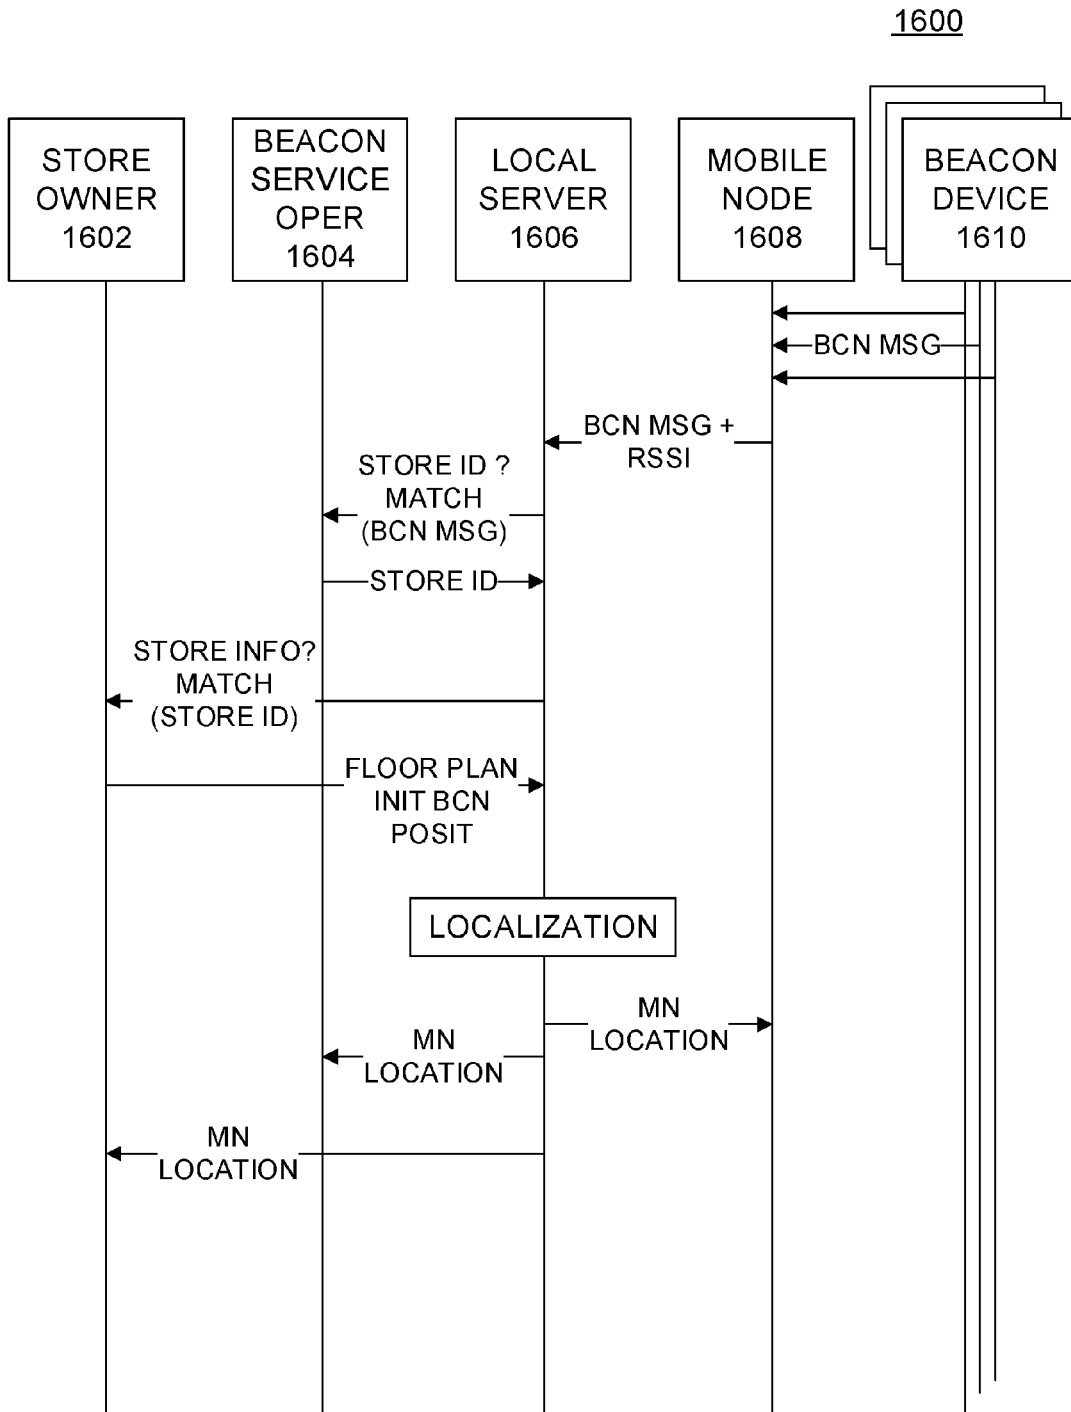 1600
STORE
OWNER
1602
BEACON
SERVICE
OPER
1604
LOCAL
SERVER
1606
MOBILE
NODE
1608
BEACON
DEVICE
1610
BCN MSG
BCN MSG +
RSSI
STORE ID ?
MATCH
(BCN MSG)
STORE ID
STORE INFO?
MATCH
(STORE ID)
FLOOR PLAN
INIT BCN
POSIT
LOCALIZATION
MN
LOCATION
MN
LOCATION
MN
LOCATION